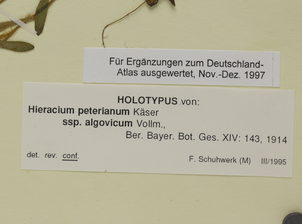 Für Ergänzungen zum Deutschland-
Atlas ausgewertet, Nov.-Dez. 1997
HOLOTYPUS von:
Hieracium peterianum Käser
ssp. algovicum Vollm.,
Ber. Bayer. Bot. Ges. XIV: 143, 1914
det. rev. conf. F. Schuhwerk (M) III/1995